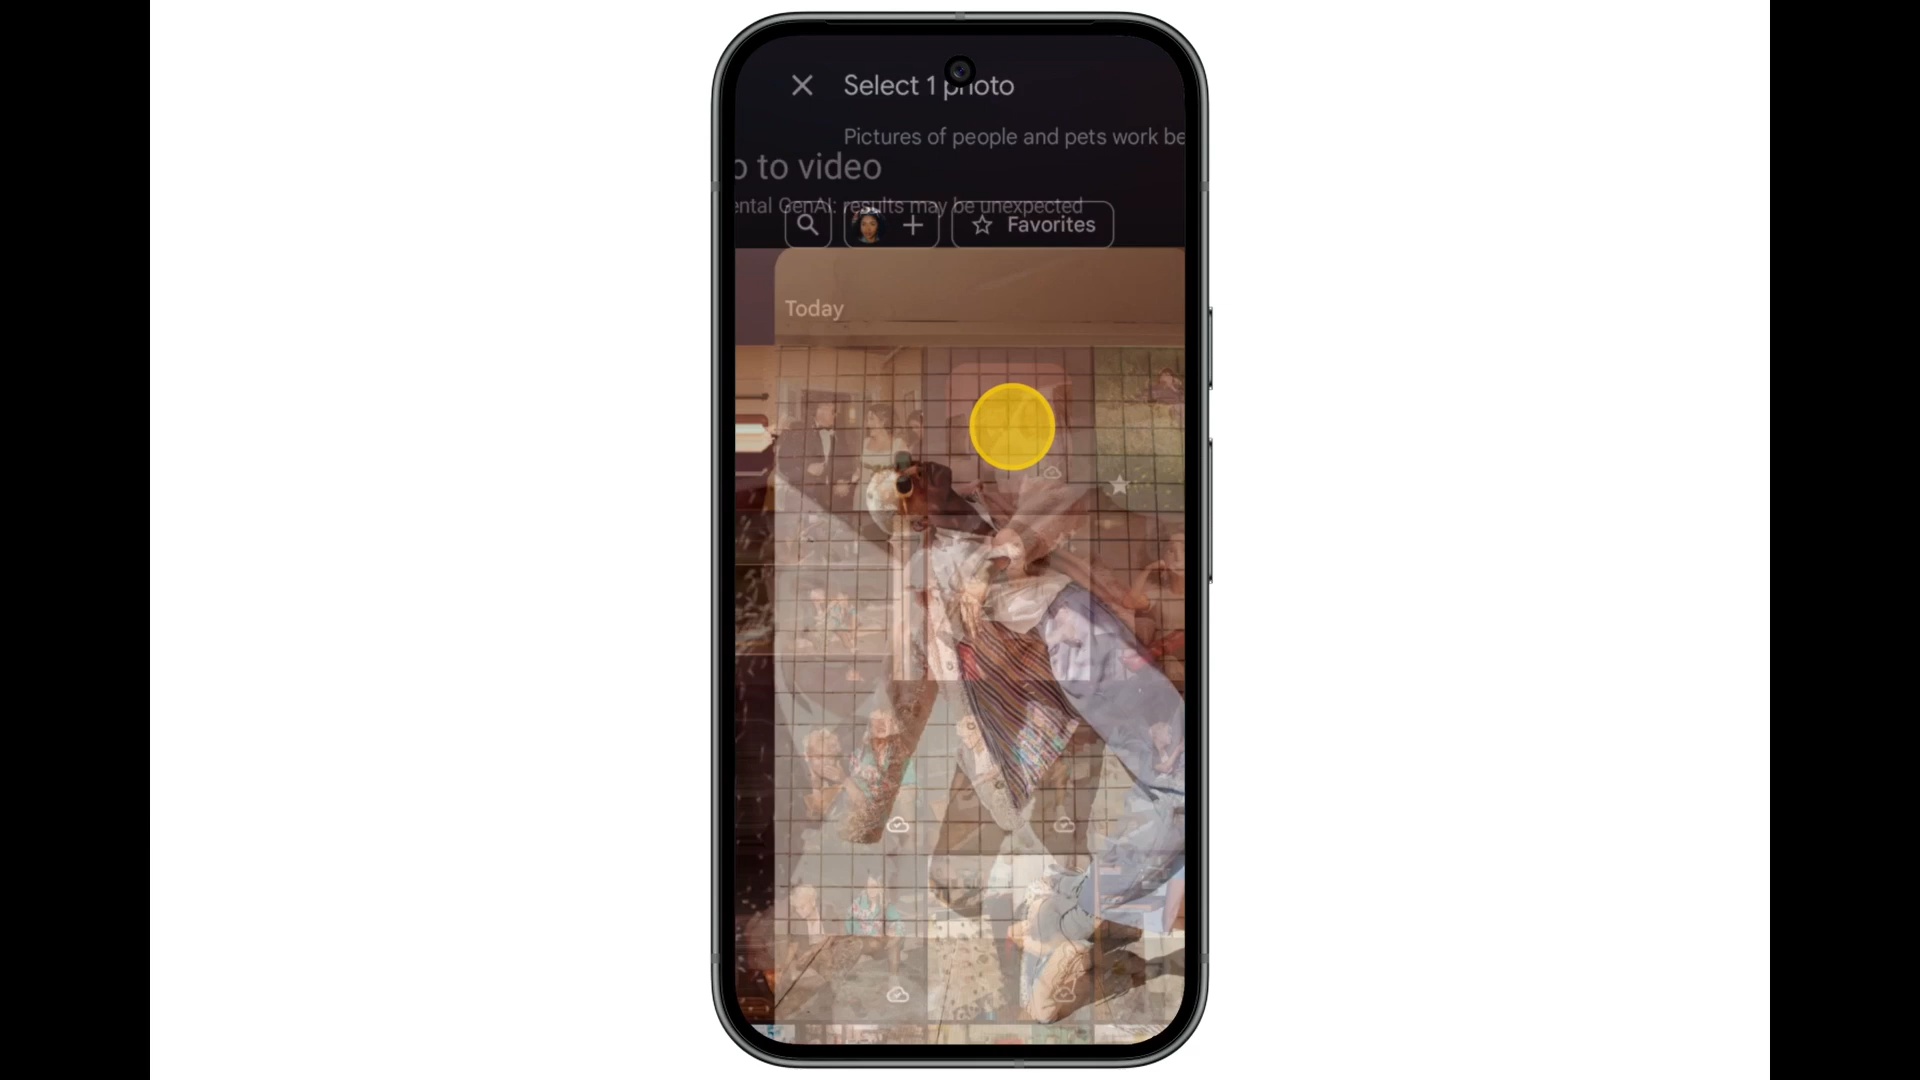 Select 1 photo
Pictures of people and pets work be
o to video
ental GenAI: results may be unexpected
Favorites
Today